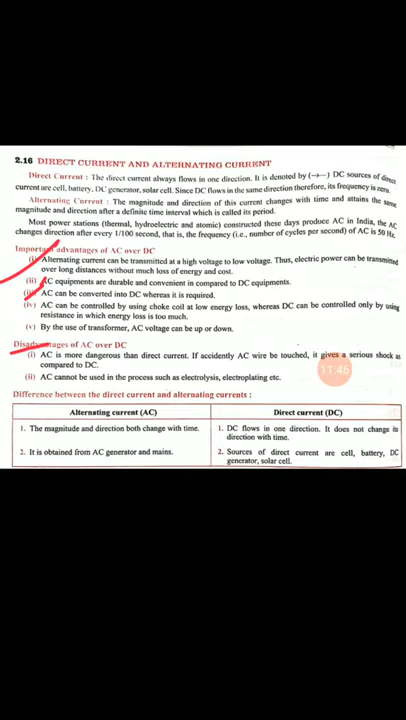 2.16 DIRECT CURRENT AND ALTERNATING CURRENT
Direct Current : The direct current always flows in one direction. It is denoted by (→—) DC sources of direct
current are cell, battery, DC generator, solar cell. Since DC flows in the same direction therefore, its frequency is zero.
Alternating Current : The magnitude and direction of this current changes with time and attains the same
magnitude and direction after a definite time interval which is called its period.
Most power stations (thermal, hydroelectric and atomic) constructed these days produce AC in India, the AC
changes direction after every 1/100 second, that is, the frequency (i.e., number of cycles per second) of AC is 50 Hz.
Important advantages of AC over DC
(i) Alternating current can be transmitted at a high voltage to low voltage. Thus, electric power can be transmitted
over long distances without much loss of energy and cost.
(ii) AC equipments are durable and convenient in compared to DC equipments.
(iii) AC can be converted into DC whereas it is required.
(iv) AC can be controlled by using choke coil at low energy loss, whereas DC can be controlled only by using
resistance in which energy loss is too much.
(v) By the use of transformer, AC voltage can be up or down.
Disadvantages of AC over DC
(i) AC is more dangerous than direct current. If accidently AC wire be touched, it gives a serious shock as
compared to DC.
11:46
(ii) AC cannot be used in the process such as electrolysis, electroplating etc.
Difference between the direct current and alternating currents :
Alternating current (AC) Direct current (DC)
1. The magnitude and direction both change with time. 1. DC flows in one direction. It does not change its
direction with time.
2. It is obtained from AC generator and mains. 2. Sources of direct current are cell, battery, DC
generator, solar cell.